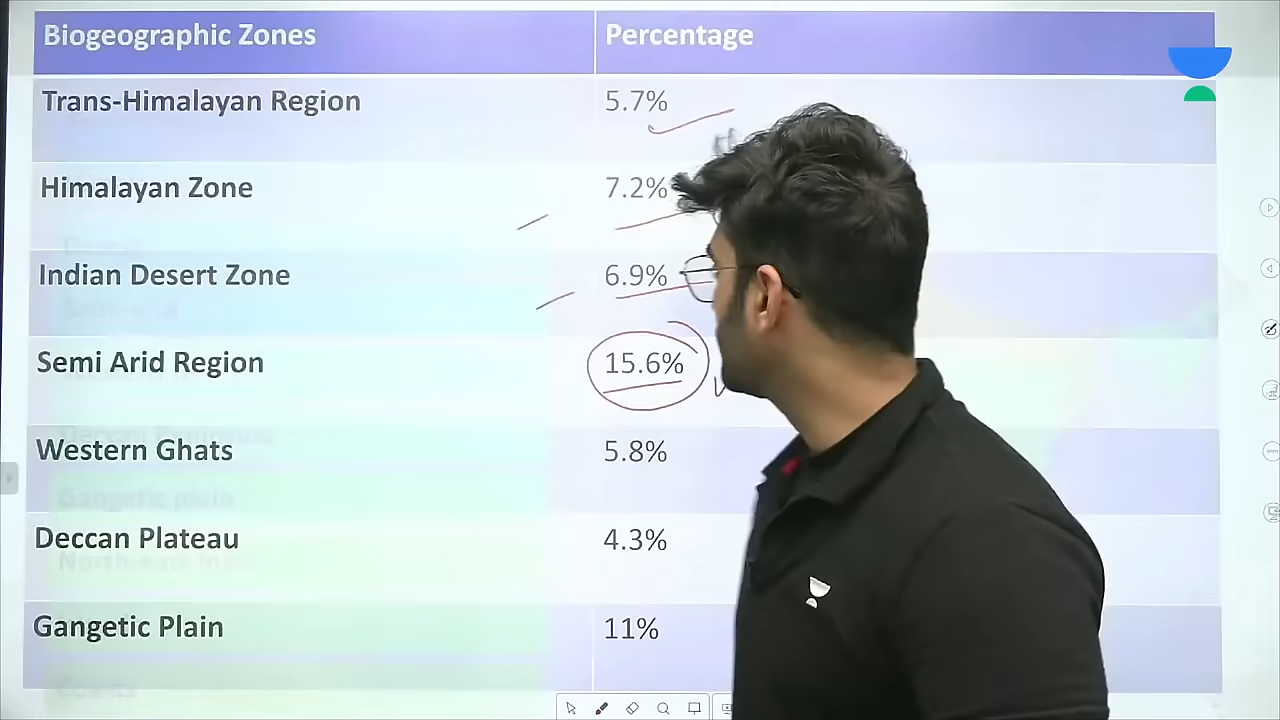 Biogeographic Zones Percentage
Trans-Himalayan Region 5.7%
Himalayan Zone 7.2%
Indian Desert Zone 6.9%
Semi Arid Region 15.6%
Western Ghats 5.8%
Deccan Plateau 4.3%
Gangetic Plain 11%